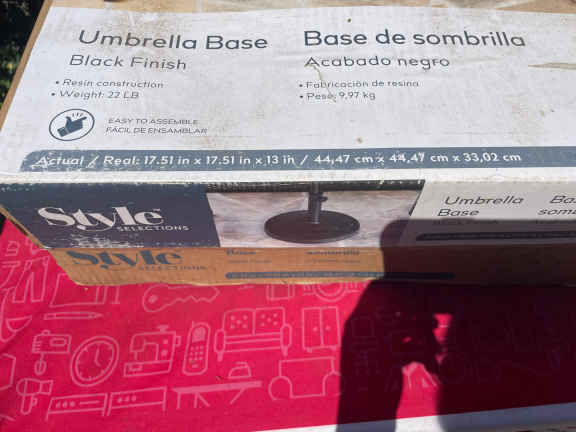 Umbrella Base
Black Finish
• Resin construction
• Weight: 22 LB
EASY TO ASSEMBLE
FÁCIL DE ENSAMBLAR
Base de sombrilla
Acabado negro
• Fabricación de resina
• Peso: 9,97 kg
Actual / Real: 17.51 in x 17.51 in x 13 in / 44,47 cm x 44,47 cm x 33,02 cm
Style
SELECTIONS
Umbrella
Base
Style
SELECTIONS